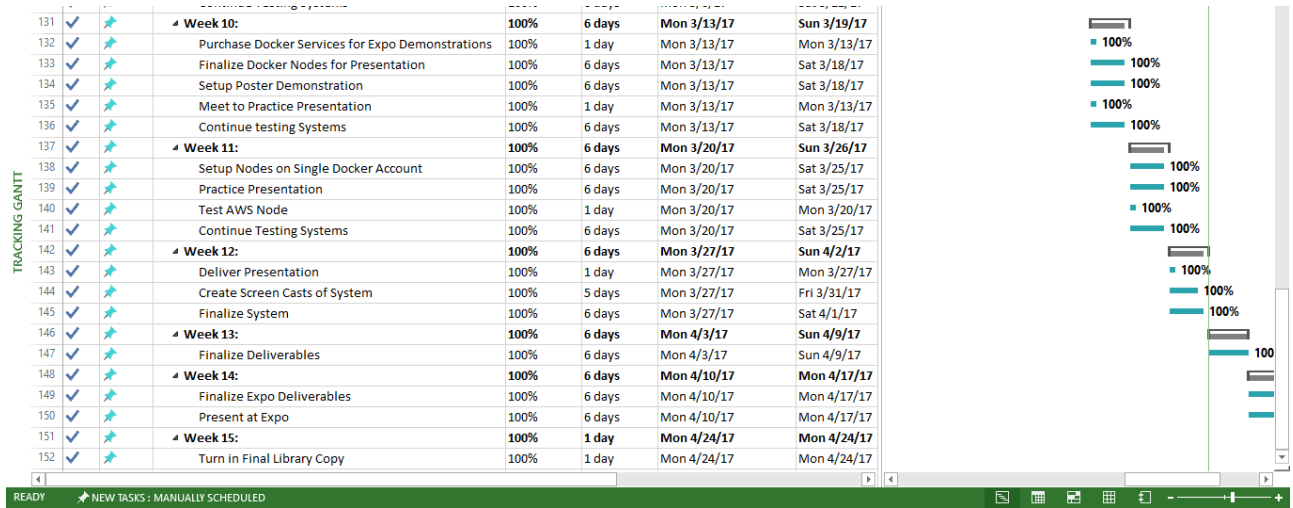 131 Week 10: 100% 6 days Mon 3/13/17 Sun 3/19/17
132 Purchase Docker Services for Expo Demonstrations 100% 1 day Mon 3/13/17 Mon 3/13/17 100%
133 Finalize Docker Nodes for Presentation 100% 6 days Mon 3/13/17 Sat 3/18/17 100%
134 Setup Poster Demonstration 100% 6 days Mon 3/13/17 Sat 3/18/17 100%
135 Meet to Practice Presentation 100% 1 day Mon 3/13/17 Mon 3/13/17 100%
136 Continue testing Systems 100% 6 days Mon 3/13/17 Sat 3/18/17 100%
137 Week 11: 100% 6 days Mon 3/20/17 Sun 3/26/17
138 Setup Nodes on Single Docker Account 100% 6 days Mon 3/20/17 Sat 3/25/17 100%
139 Practice Presentation 100% 6 days Mon 3/20/17 Sat 3/25/17 100%
140 Test AWS Node 100% 1 day Mon 3/20/17 Mon 3/20/17 100%
141 Continue Testing Systems 100% 6 days Mon 3/20/17 Sat 3/25/17 100%
142 Week 12: 100% 6 days Mon 3/27/17 Sun 4/2/17
143 Deliver Presentation 100% 1 day Mon 3/27/17 Mon 3/27/17 100%
144 Create Screen Casts of System 100% 5 days Mon 3/27/17 Fri 3/31/17 100%
145 Finalize System 100% 6 days Mon 3/27/17 Sat 4/1/17 100%
146 Week 13: 100% 6 days Mon 4/3/17 Sun 4/9/17
147 Finalize Deliverables 100% 6 days Mon 4/3/17 Sun 4/9/17 100
148 Week 14: 100% 6 days Mon 4/10/17 Mon 4/17/17
149 Finalize Expo Deliverables 100% 6 days Mon 4/10/17 Mon 4/17/17
150 Present at Expo 100% 6 days Mon 4/10/17 Mon 4/17/17
151 Week 15: 100% 1 day Mon 4/24/17 Mon 4/24/17
152 Turn in Final Library Copy 100% 1 day Mon 4/24/17 Mon 4/24/17
TRACKING GANTT
READY NEW TASKS : MANUALLY SCHEDULED